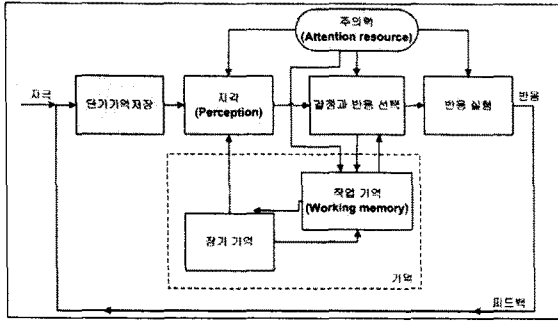 주의력
(Attention resource)
자극
단기기억저장
지각
(Perception)
결정과 반응 선택
반응 실행
반응
작업 기억
(Working memory)
장기 기억
기억
피드백